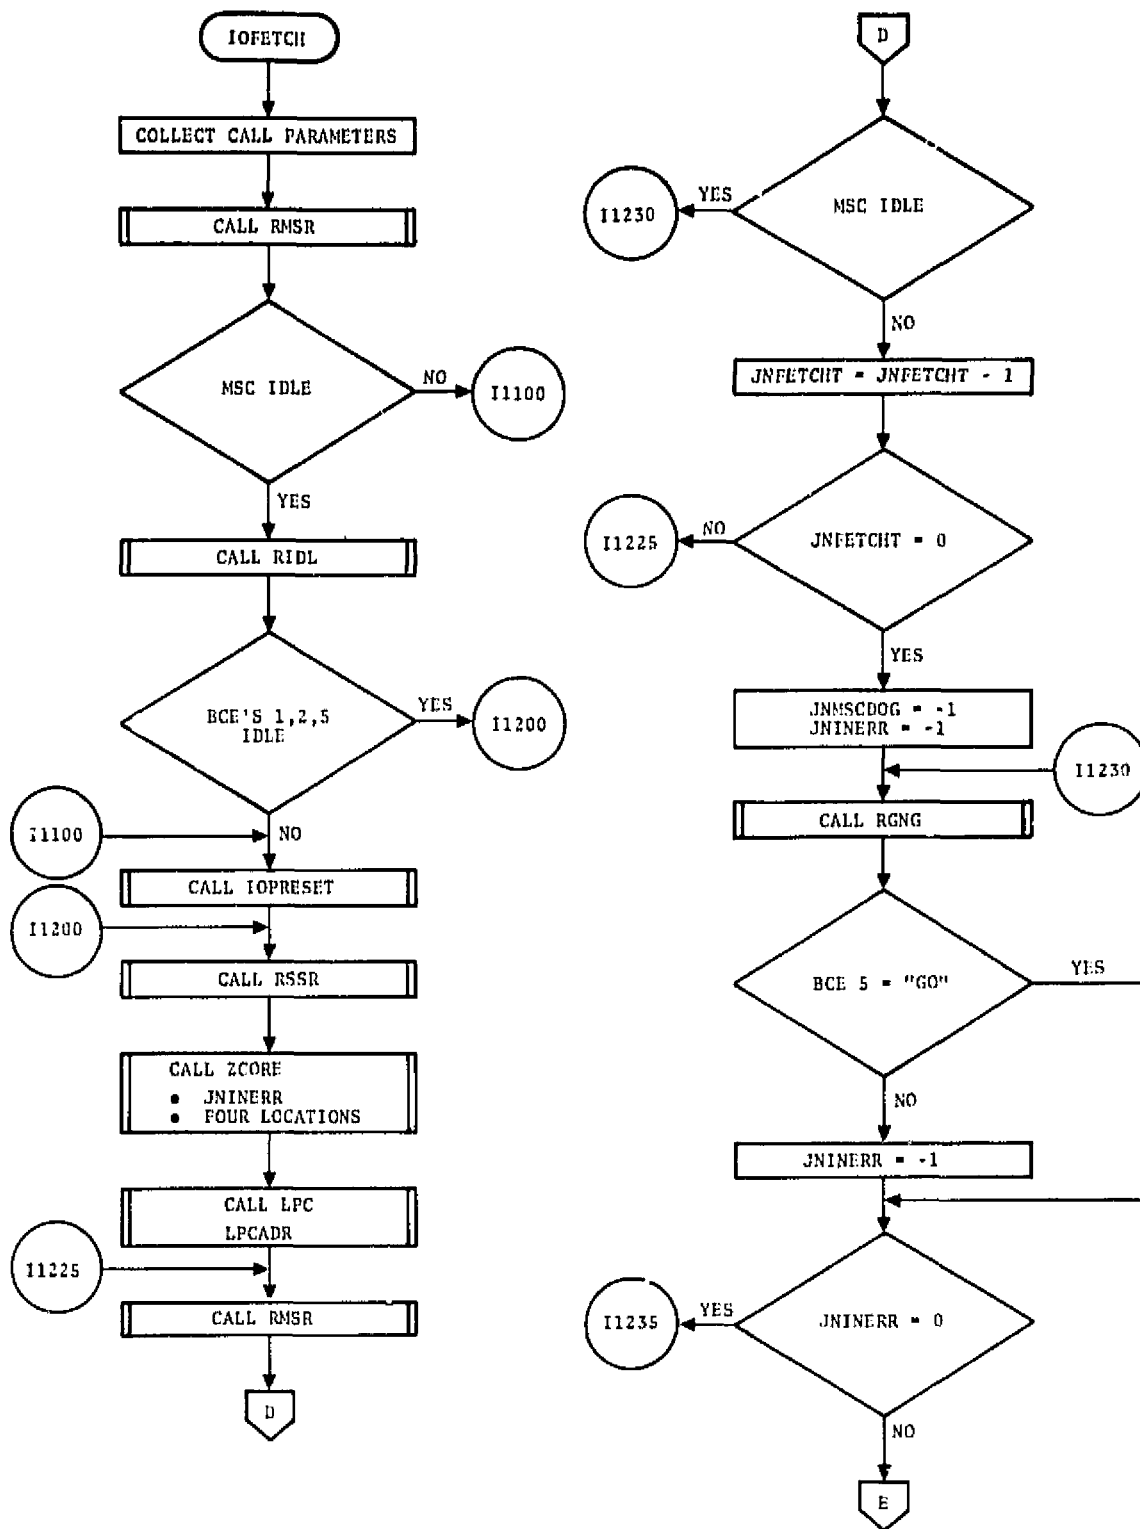 IOFETCH
COLLECT CALL PARAMETERS
CALL RMSR
MSC IDLE
NO
I1100
YES
CALL RIDL
BCE'S 1,2,5
IDLE
YES
I1200
I1100
NO
CALL IOPRESET
I1200
CALL RSSR
CALL ZCORE
• JNINERR
• FOUR LOCATIONS
CALL LPC
LPCADR
I1225
CALL RMSR
D
D
MSC IDLE
YES
I1230
NO
JNFETCHT = JNFETCHT - 1
JNFETCHT = 0
NO
I1225
YES
JNMSCDOG = -1
JNINERR = -1
I1230
CALL RGNG
BCE 5 = "GO"
YES
NO
JNINERR = -1
JNINERR = 0
YES
I1235
NO
E